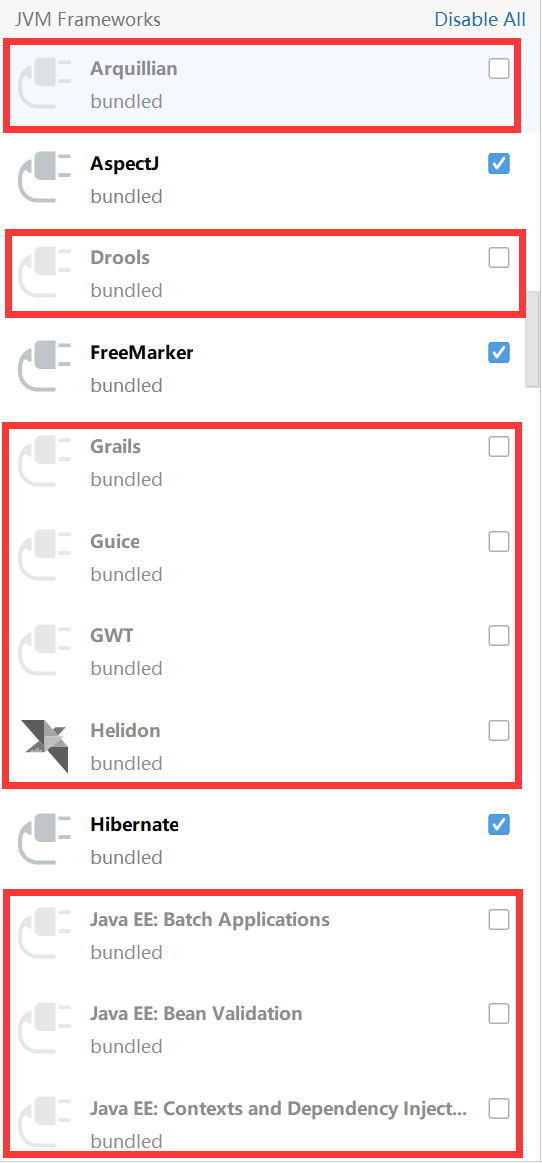 JVM Frameworks Disable All
Arquillian
bundled
AspectJ
bundled
Drools
bundled
FreeMarker
bundled
Grails
bundled
Guice
bundled
GWT
bundled
Helidon
bundled
Hibernate
bundled
Java EE: Batch Applications
bundled
Java EE: Bean Validation
bundled
Java EE: Contexts and Dependency Inject...
bundled